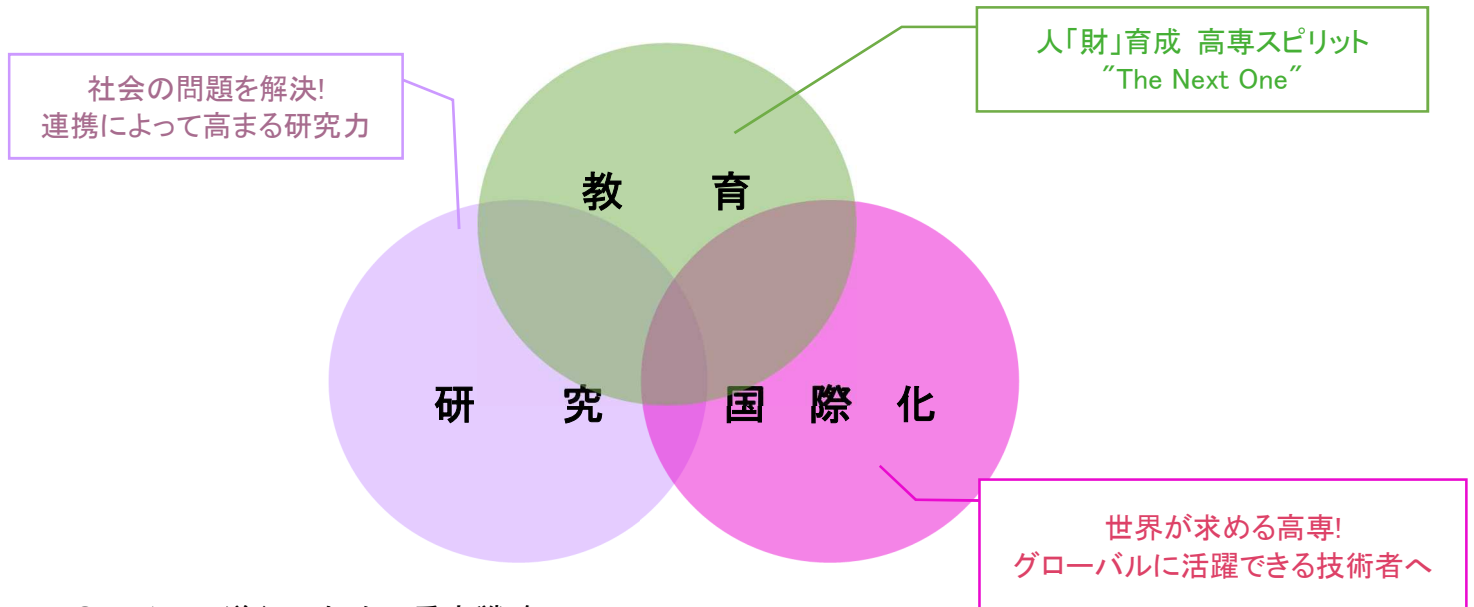 人「財」育成 高専スピリット
"The Next One"
社会の問題を解決!
連携によって高まる研究力
教 育
研 究
国 際 化
世界が求める高専!
グローバルに活躍できる技術者へ